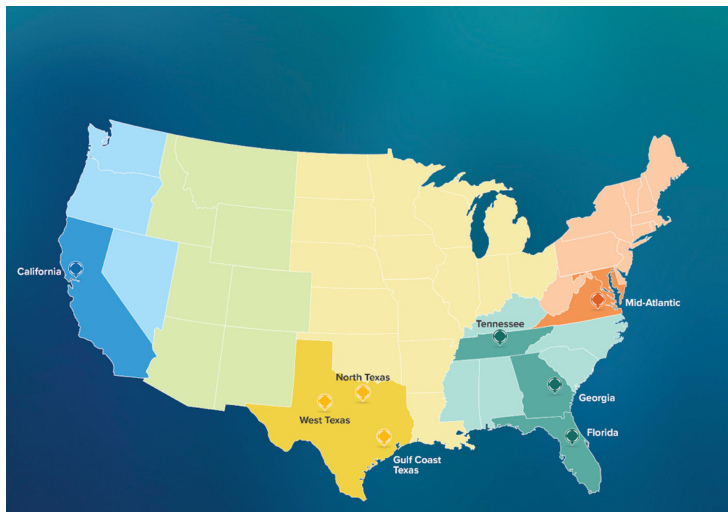 California
Mid-Atlantic
Tennessee
North Texas
West Texas
Georgia
Florida
Gulf Coast
Texas